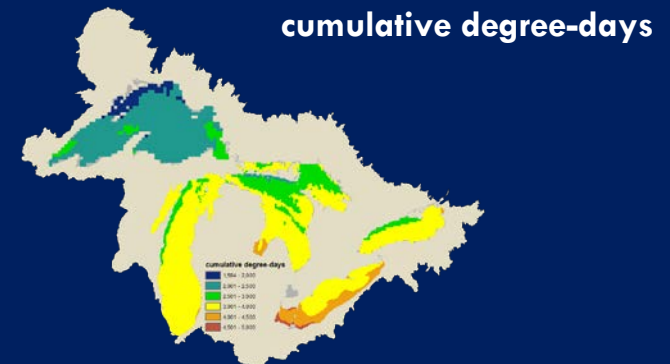 cumulative degree-days
cumulative degree-days
1,564 - 2,000
2,001 - 2,500
2,501 - 3,000
3,001 - 4,000
4,001 - 4,500
4,501 - 5,000